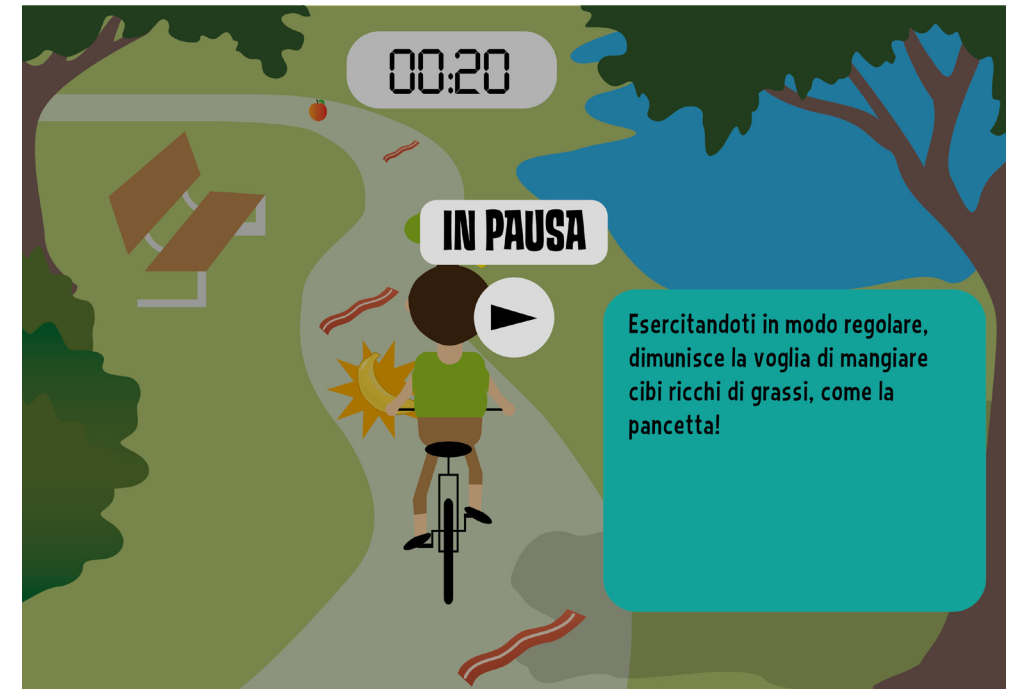 00:20
IN PAUSA
Esercitandoti in modo regolare,
dimunisce la voglia di mangiare
cibi ricchi di grassi, come la
pancetta!